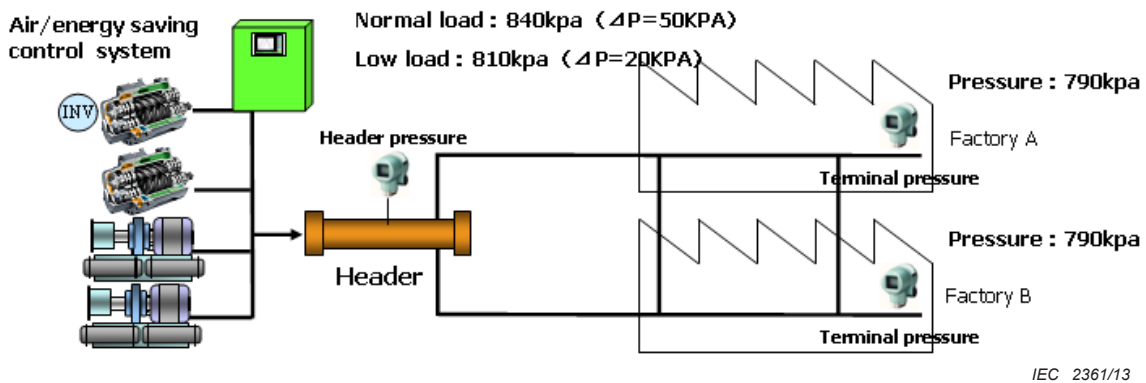 Air/energy saving
control system
Normal load : 840kpa (⊿P=50KPA)
Low load : 810kpa (⊿P=20KPA)
INV
Header pressure
Header
Pressure : 790kpa
Factory A
Terminal pressure
Pressure : 790kpa
Factory B
Terminal pressure
IEC 2361/13